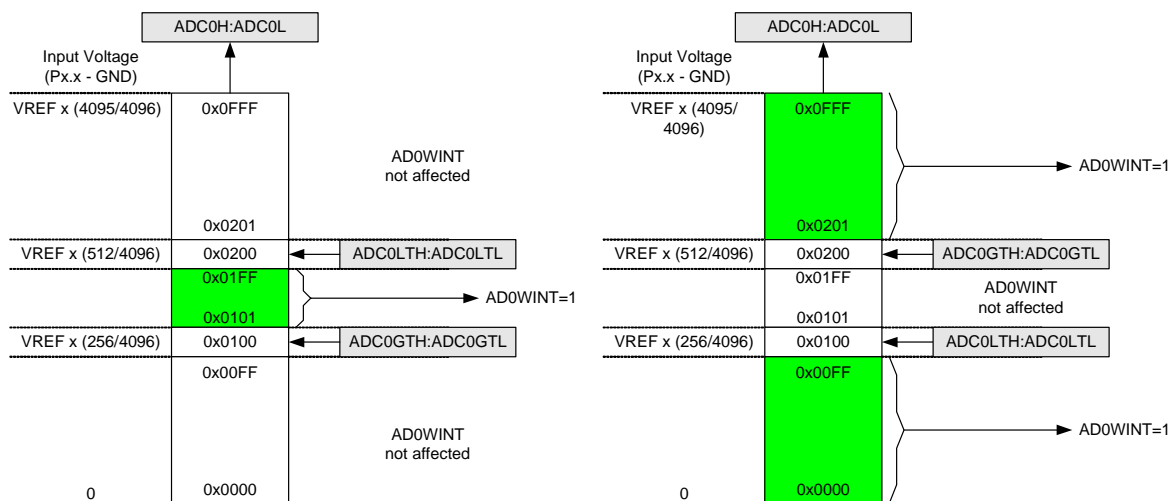 ADC0H:ADC0L
Input Voltage
(Px.x - GND)
VREF x (4095/4096)
0x0FFF
AD0WINT
not affected
0x0201
VREF x (512/4096)
0x0200
ADC0LTH:ADC0LTL
0x01FF
AD0WINT=1
0x0101
VREF x (256/4096)
0x0100
ADC0GTH:ADC0GTL
0x00FF
AD0WINT
not affected
0
0x0000
ADC0H:ADC0L
Input Voltage
(Px.x - GND)
VREF x (4095/
4096)
0x0FFF
AD0WINT=1
0x0201
VREF x (512/4096)
0x0200
ADC0GTH:ADC0GTL
0x01FF
AD0WINT
not affected
0x0101
VREF x (256/4096)
0x0100
ADC0LTH:ADC0LTL
0x00FF
AD0WINT=1
0
0x0000